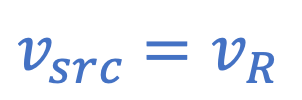 v_src = v_R